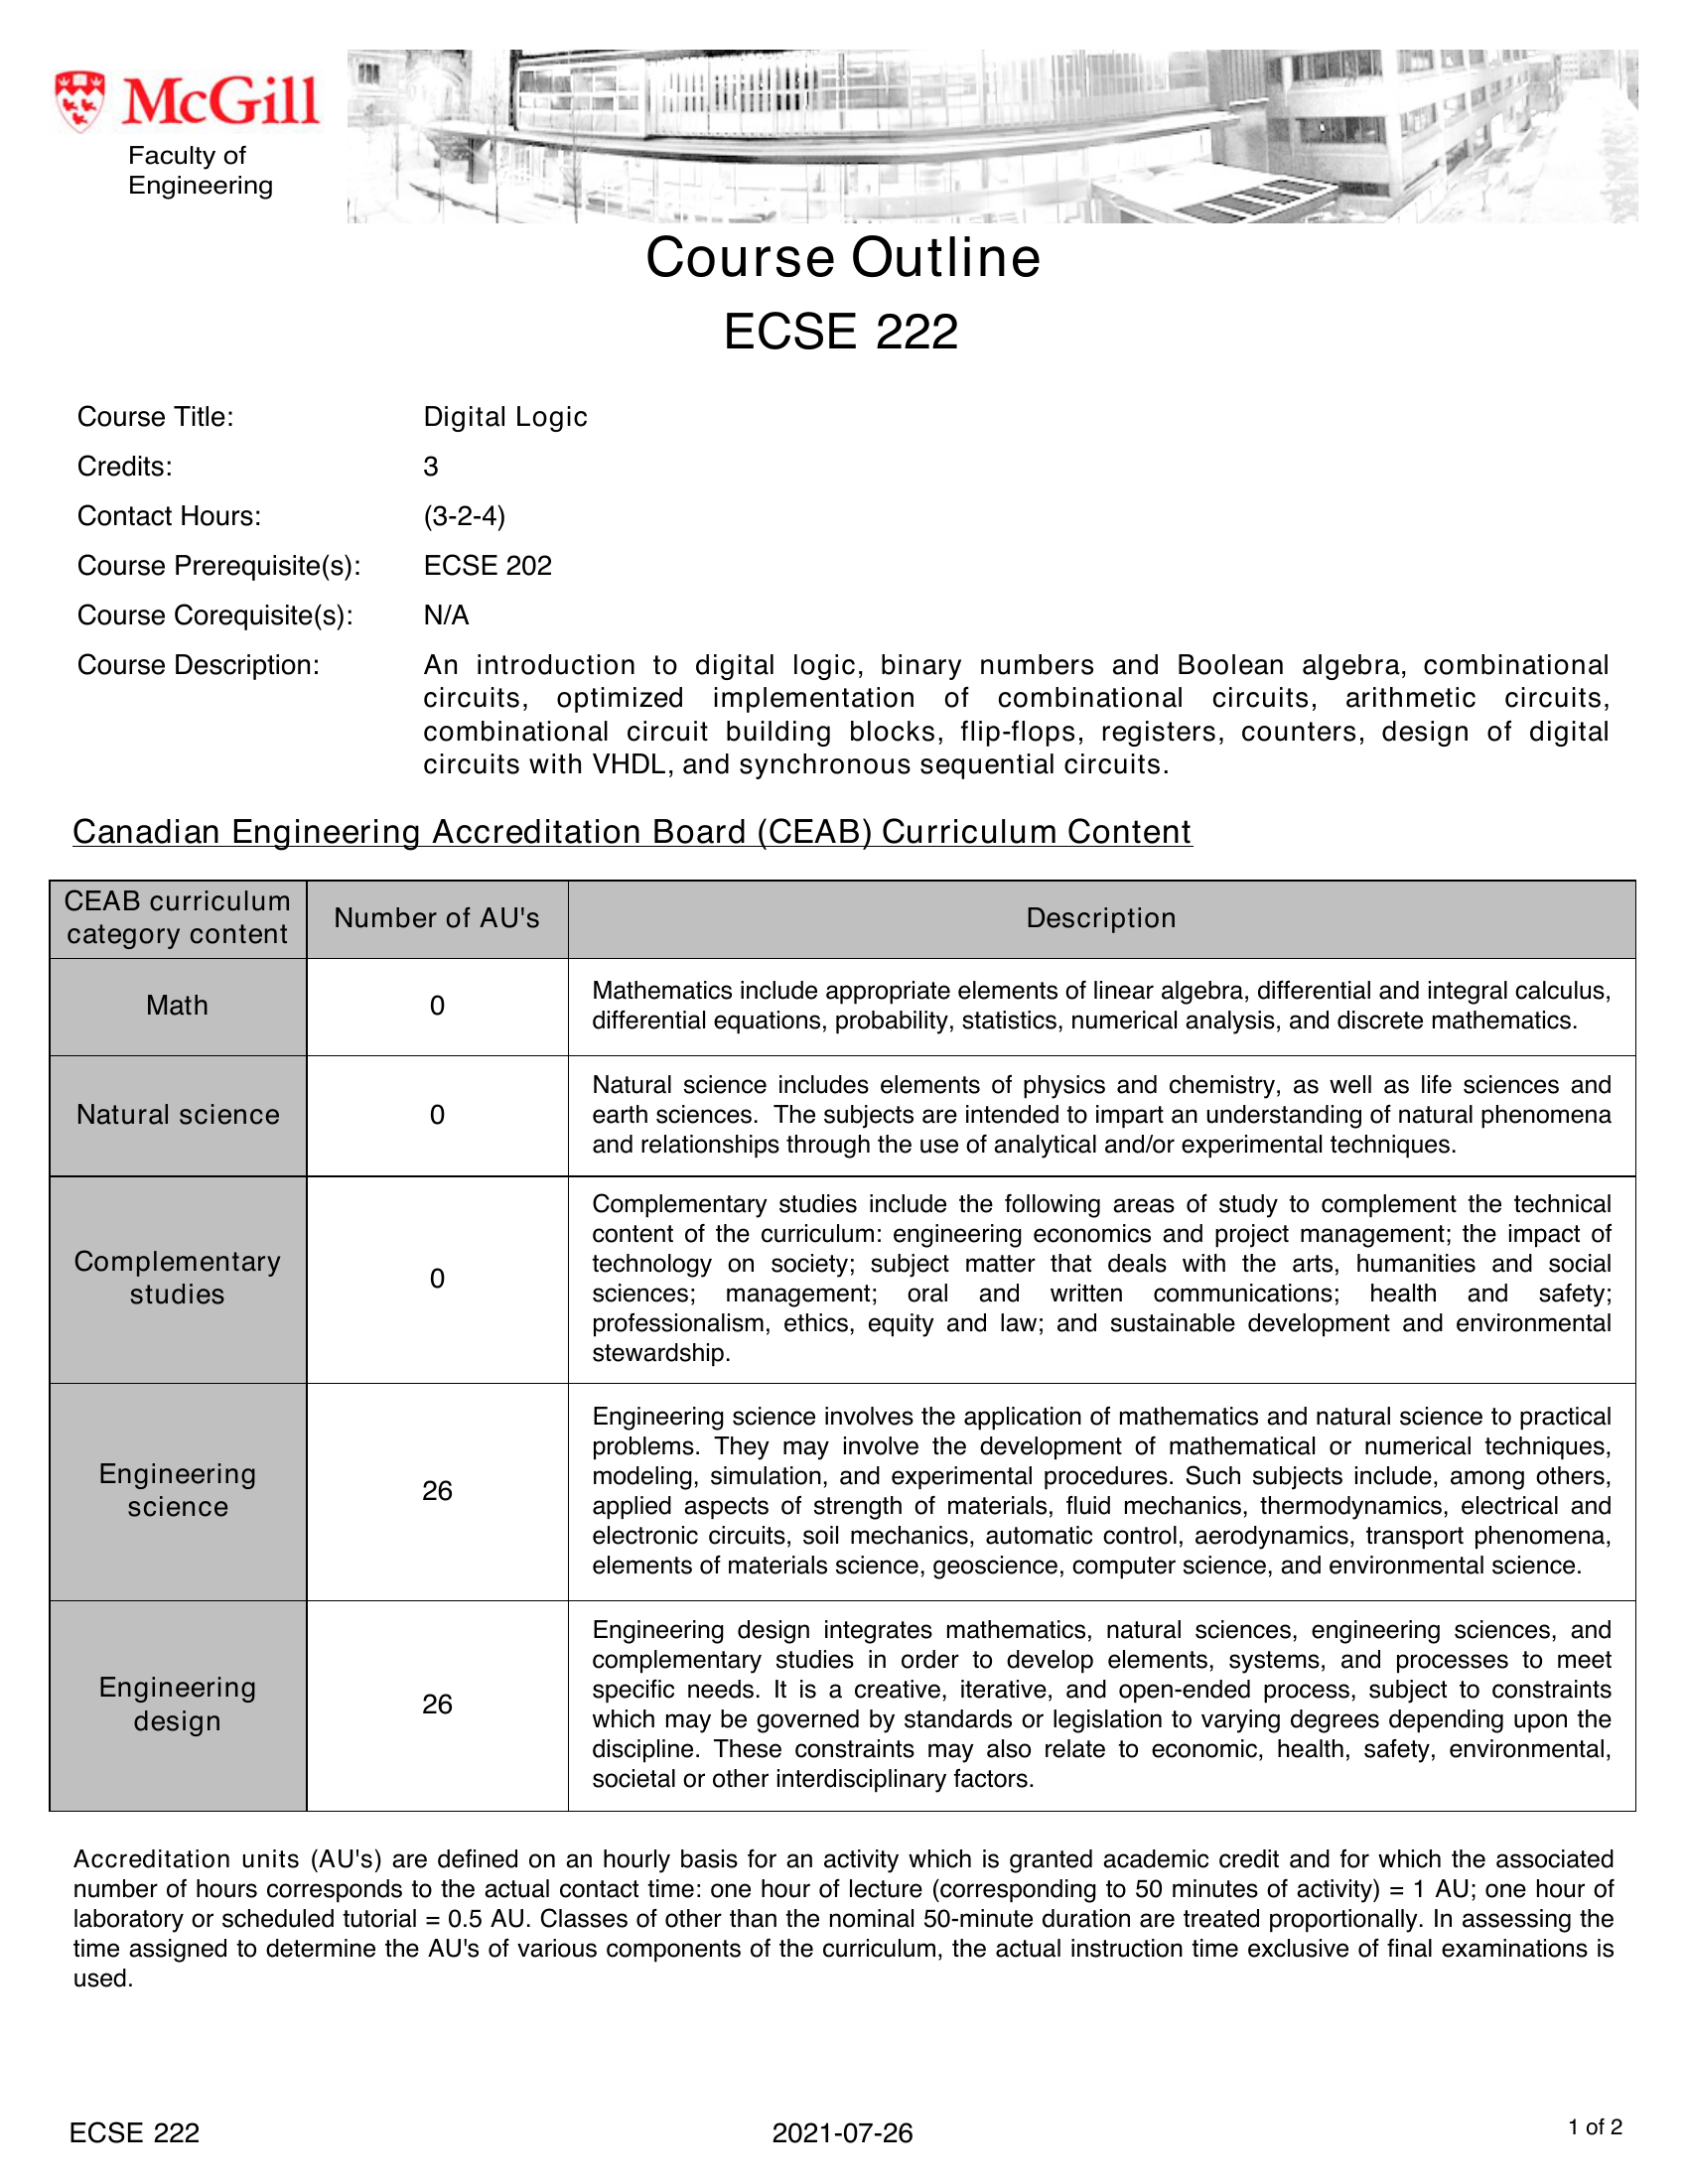 McGill
Faculty of
Engineering
Course Outline
ECSE 222
Course Title: Digital Logic
Credits: 3
Contact Hours: (3-2-4)
Course Prerequisite(s): ECSE 202
Course Corequisite(s): N/A
Course Description: An introduction to digital logic, binary numbers and Boolean algebra, combinational
circuits, optimized implementation of combinational circuits, arithmetic circuits,
combinational circuit building blocks, flip-flops, registers, counters, design of digital
circuits with VHDL, and synchronous sequential circuits.
Canadian Engineering Accreditation Board (CEAB) Curriculum Content
CEAB curriculum
category content
Number of AU's
Description
Math
0
Mathematics include appropriate elements of linear algebra, differential and integral calculus,
differential equations, probability, statistics, numerical analysis, and discrete mathematics.
Natural science
0
Natural science includes elements of physics and chemistry, as well as life sciences and
earth sciences. The subjects are intended to impart an understanding of natural phenomena
and relationships through the use of analytical and/or experimental techniques.
Complementary
studies
0
Complementary studies include the following areas of study to complement the technical
content of the curriculum: engineering economics and project management; the impact of
technology on society; subject matter that deals with the arts, humanities and social
sciences; management; oral and written communications; health and safety;
professionalism, ethics, equity and law; and sustainable development and environmental
stewardship.
Engineering
science
26
Engineering science involves the application of mathematics and natural science to practical
problems. They may involve the development of mathematical or numerical techniques,
modeling, simulation, and experimental procedures. Such subjects include, among others,
applied aspects of strength of materials, fluid mechanics, thermodynamics, electrical and
electronic circuits, soil mechanics, automatic control, aerodynamics, transport phenomena,
elements of materials science, geoscience, computer science, and environmental science.
Engineering
design
26
Engineering design integrates mathematics, natural sciences, engineering sciences, and
complementary studies in order to develop elements, systems, and processes to meet
specific needs. It is a creative, iterative, and open-ended process, subject to constraints
which may be governed by standards or legislation to varying degrees depending upon the
discipline. These constraints may also relate to economic, health, safety, environmental,
societal or other interdisciplinary factors.
Accreditation units (AU's) are defined on an hourly basis for an activity which is granted academic credit and for which the associated
number of hours corresponds to the actual contact time: one hour of lecture (corresponding to 50 minutes of activity) = 1 AU; one hour of
laboratory or scheduled tutorial = 0.5 AU. Classes of other than the nominal 50-minute duration are treated proportionally. In assessing the
time assigned to determine the AU's of various components of the curriculum, the actual instruction time exclusive of final examinations is
used.
ECSE 222
2021-07-26
1 of 2